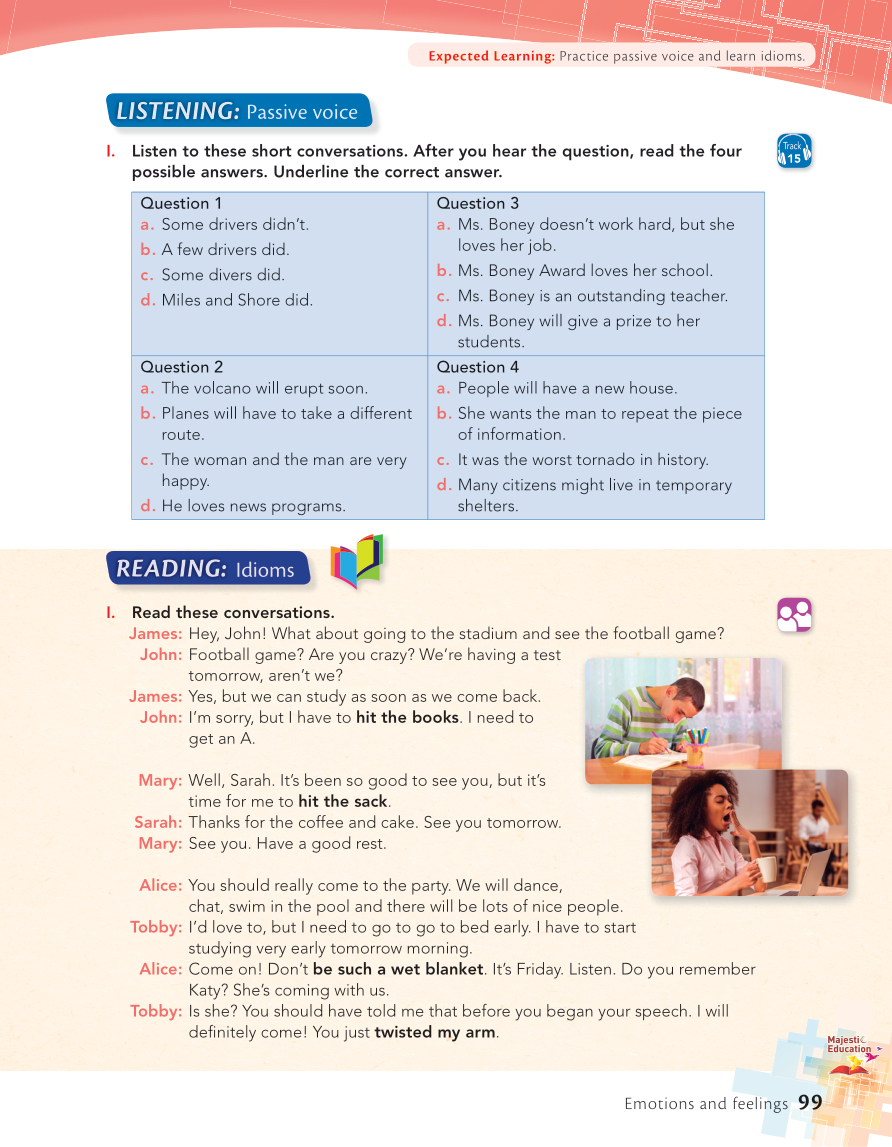 Expected Learning: Practice passive voice and learn idioms.
LISTENING: Passive voice
I. Listen to these short conversations. After you hear the question, read the four
possible answers. Underline the correct answer.
Track
15
Question 1
a. Some drivers didn't.
b. A few drivers did.
c. Some divers did.
d. Miles and Shore did.
Question 3
a. Ms. Boney doesn't work hard, but she
loves her job.
b. Ms. Boney Award loves her school.
c. Ms. Boney is an outstanding teacher.
d. Ms. Boney will give a prize to her
students.
Question 2
a. The volcano will erupt soon.
b. Planes will have to take a different
route.
c. The woman and the man are very
happy.
d. He loves news programs.
Question 4
a. People will have a new house.
b. She wants the man to repeat the piece
of information.
c. It was the worst tornado in history.
d. Many citizens might live in temporary
shelters.
READING: Idioms
I. Read these conversations.
James: Hey, John! What about going to the stadium and see the football game?
John: Football game? Are you crazy? We're having a test
tomorrow, aren't we?
James: Yes, but we can study as soon as we come back.
John: I'm sorry, but I have to hit the books. I need to
get an A.
Mary: Well, Sarah. It's been so good to see you, but it's
time for me to hit the sack.
Sarah: Thanks for the coffee and cake. See you tomorrow.
Mary: See you. Have a good rest.
Alice: You should really come to the party. We will dance,
chat, swim in the pool and there will be lots of nice people.
Tobby: I'd love to, but I need to go to go to bed early. I have to start
studying very early tomorrow morning.
Alice: Come on! Don't be such a wet blanket. It's Friday. Listen. Do you remember
Katy? She's coming with us.
Tobby: Is she? You should have told me that before you began your speech. I will
definitely come! You just twisted my arm.
Majestic
Education
Emotions and feelings 99